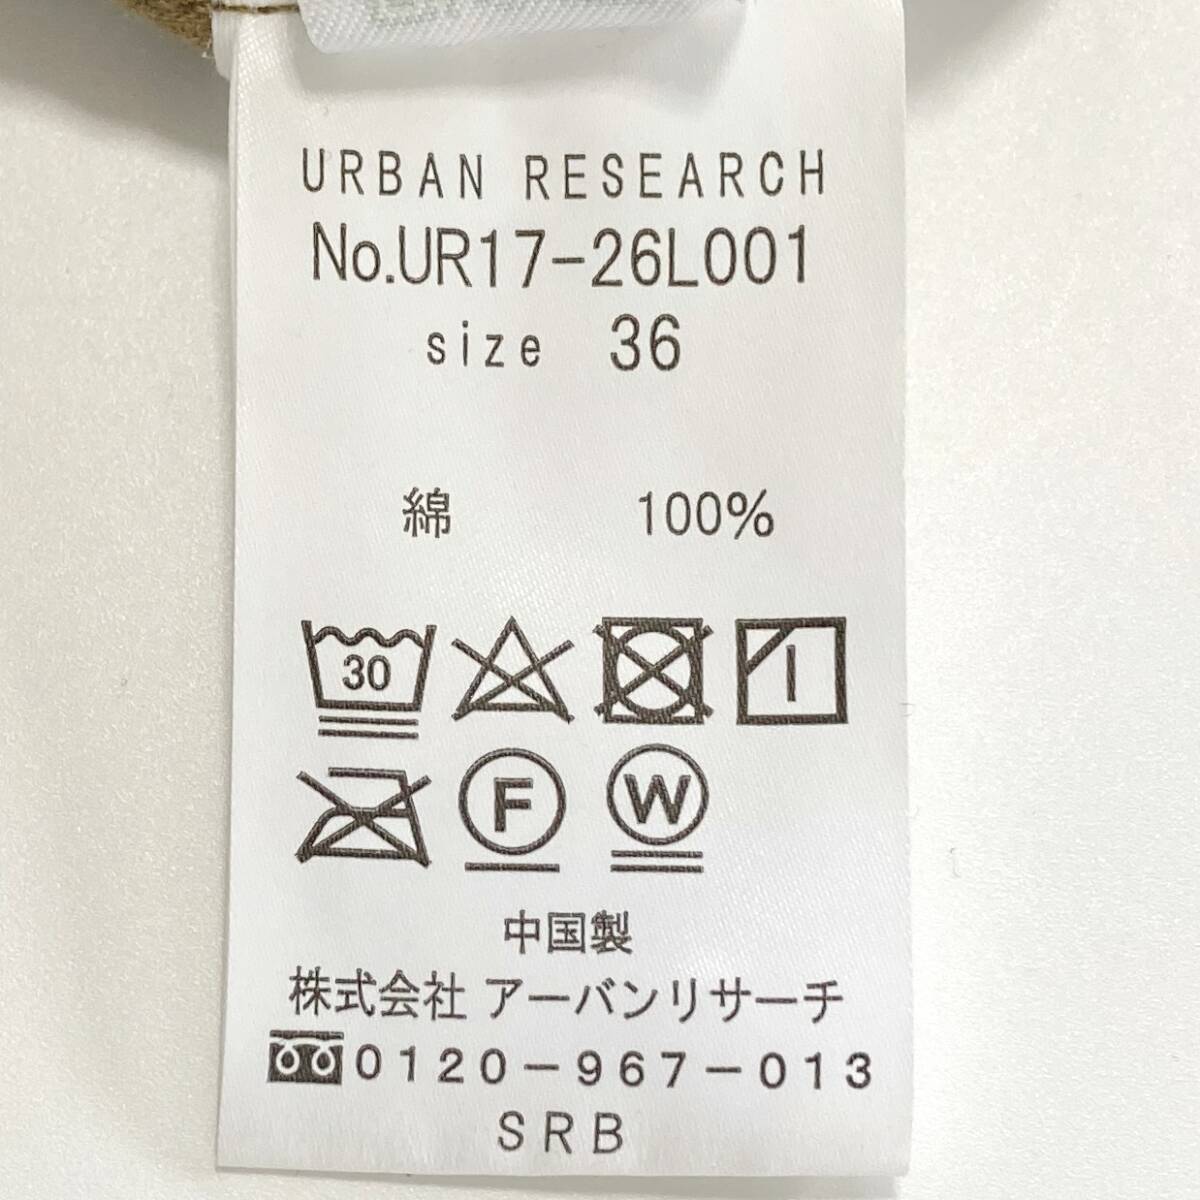 URBAN RESEARCH
No.UR17-26L001
size 36
綿 100%
30
F W
中国製
株式会社 アーバンリサーチ
0120-967-013
SRB